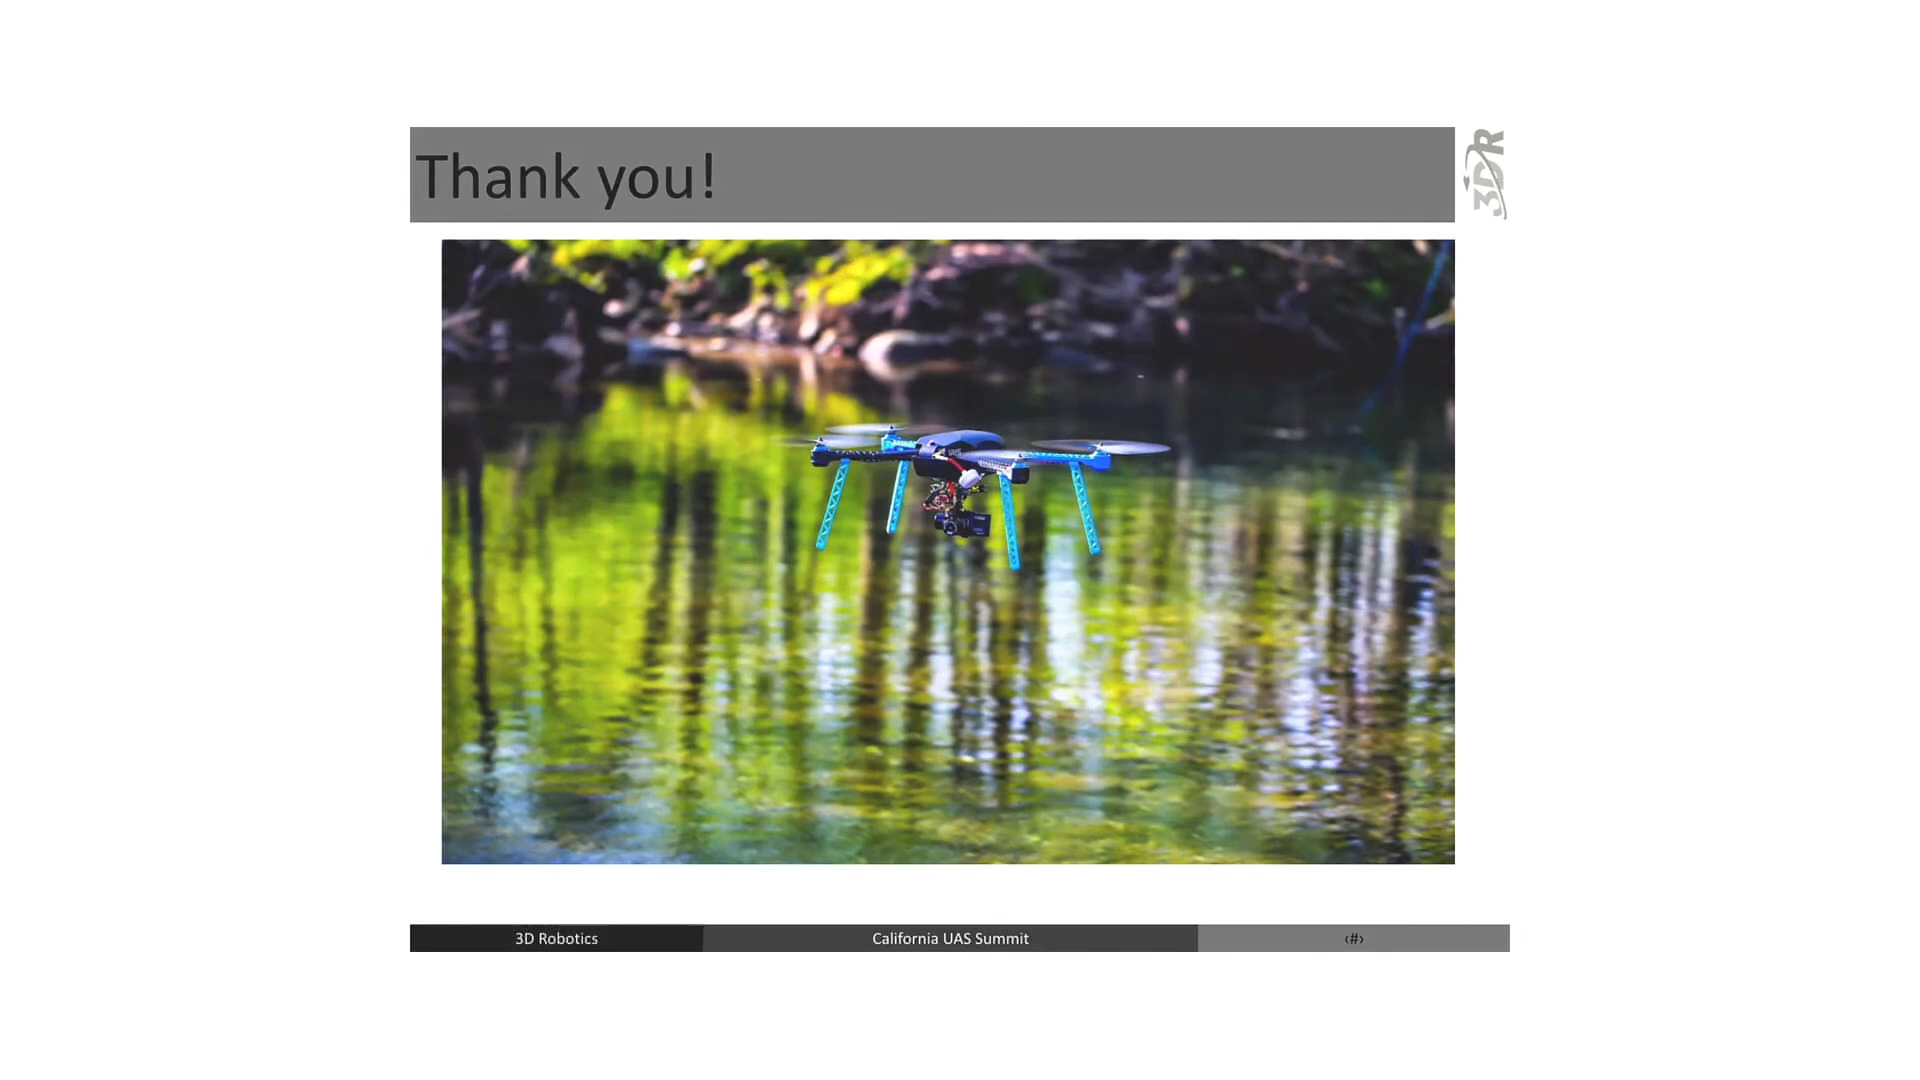 Thank you!
3DR
3D Robotics
California UAS Summit
‹#›